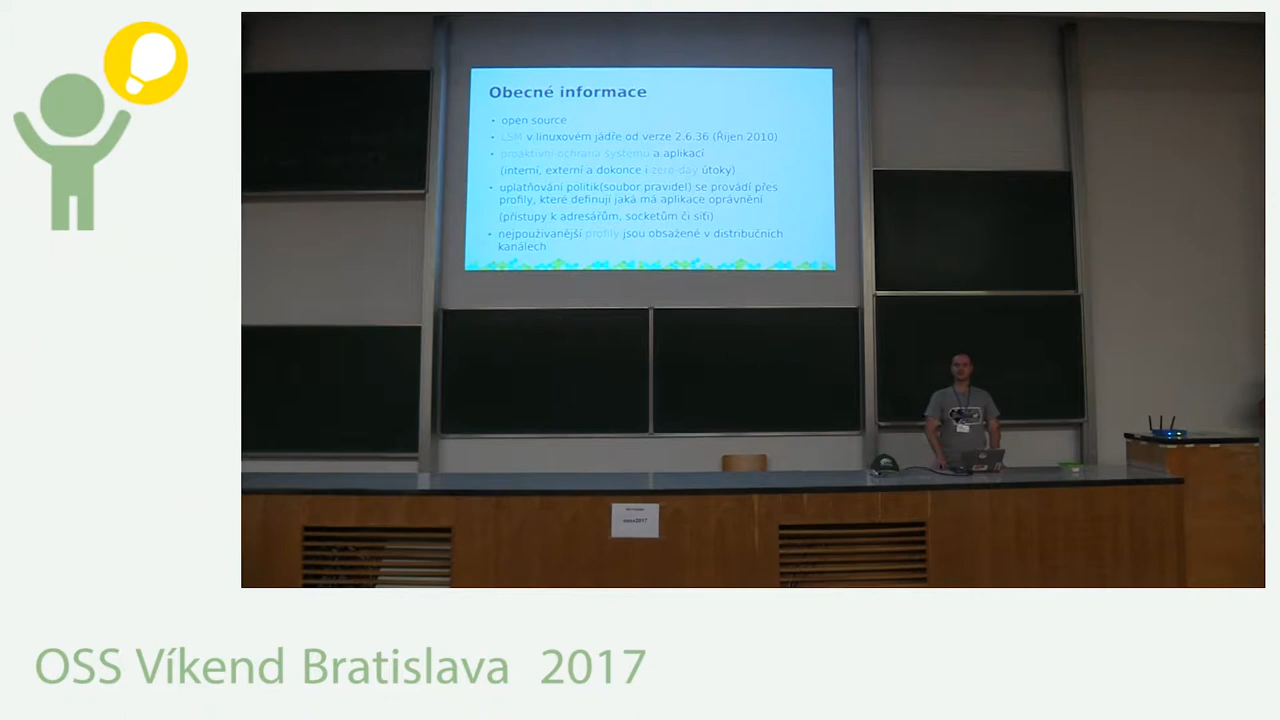 Obecné informace
• open source
• LSM v linuxovém jádře od verze 2.6.36 (Říjen 2010)
• proaktivní ochrana systému a aplikací
(interní, externí a dokonce i zero-day útoky)
• uplatňování politik(soubor pravidel) se provádí přes
profily, které definují jaká má aplikace oprávnění
(přístupy k adresářům, socketům či síti)
• nejpoužívanější profily jsou obsažené v distribučních
kanálech
OSS Víkend Bratislava 2017